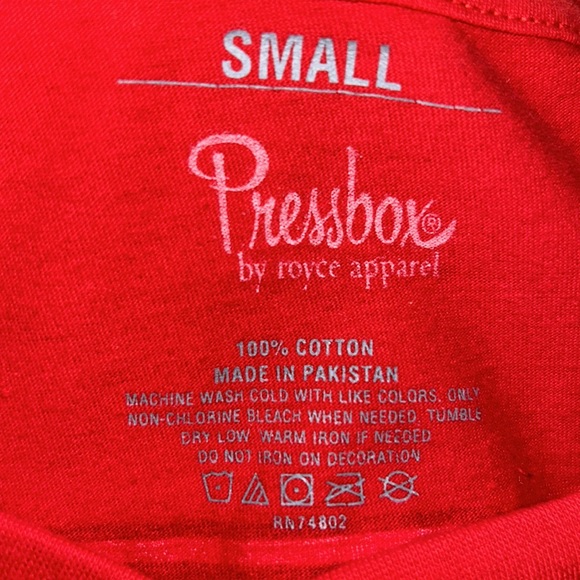 SMALL
Pressbox®
by royce apparel
100% COTTON
MADE IN PAKISTAN
MACHINE WASH COLD WITH LIKE COLORS, ONLY
NON-CHLORINE BLEACH WHEN NEEDED, TUMBLE
DRY LOW, WARM IRON IF NEEDED
DO NOT IRON ON DECORATION
RN74802